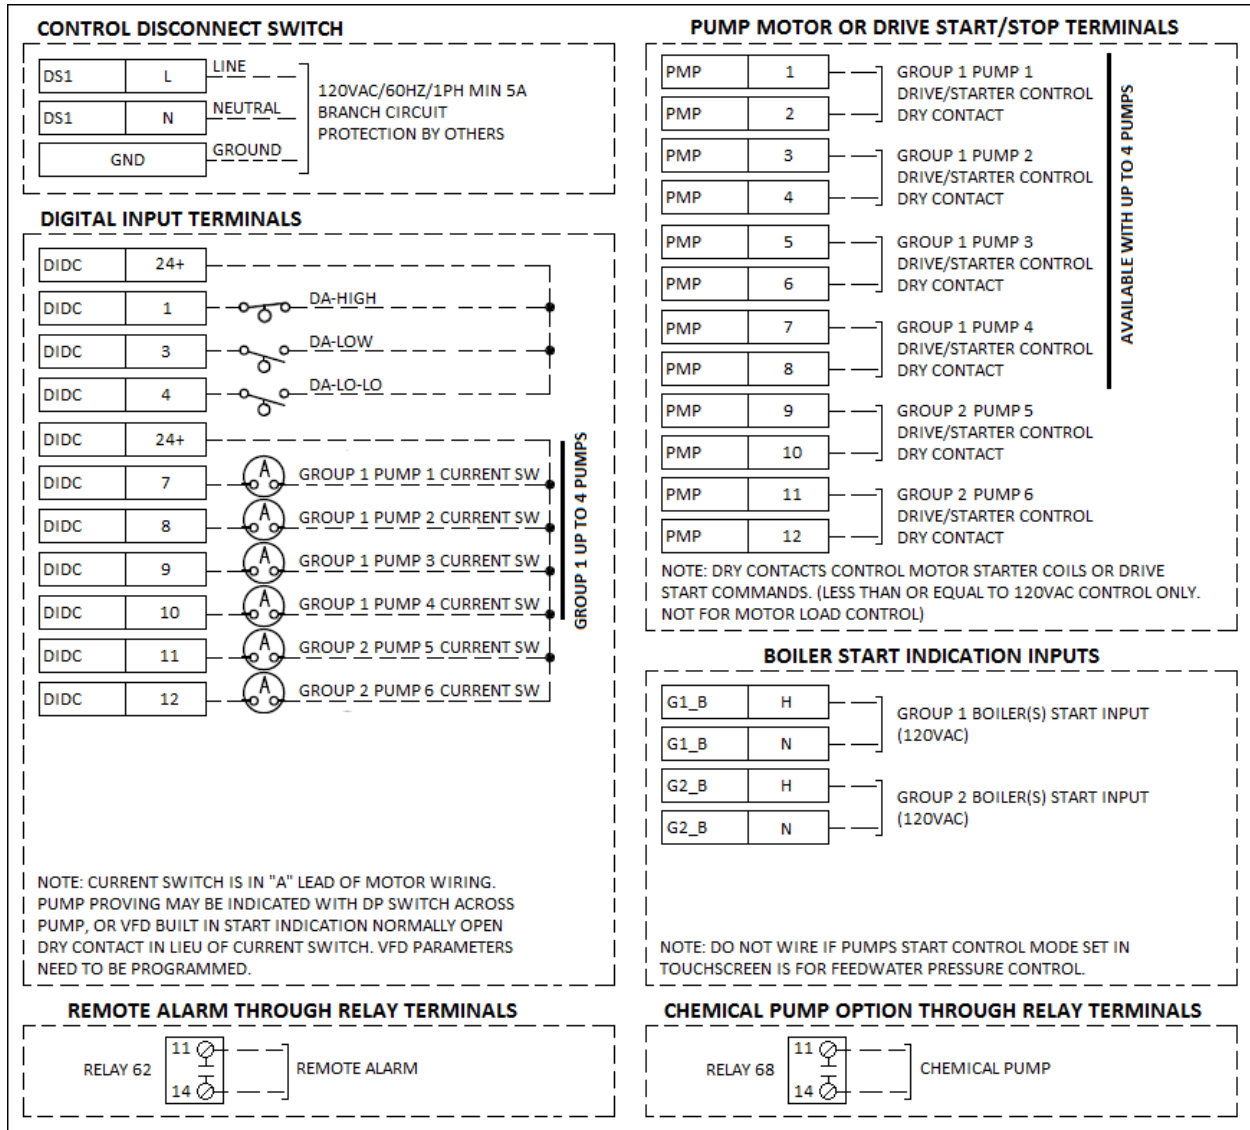 CONTROL DISCONNECT SWITCH
DS1 L LINE
DS1 N NEUTRAL
GND GROUND
120VAC/60HZ/1PH MIN 5A
BRANCH CIRCUIT
PROTECTION BY OTHERS
DIGITAL INPUT TERMINALS
DIDC 24+
DIDC 1 DA-HIGH
DIDC 3 DA-LOW
DIDC 4 DA-LO-LO
DIDC 24+
DIDC 7 A GROUP 1 PUMP 1 CURRENT SW
DIDC 8 A GROUP 1 PUMP 2 CURRENT SW
DIDC 9 A GROUP 1 PUMP 3 CURRENT SW
DIDC 10 A GROUP 1 PUMP 4 CURRENT SW
DIDC 11 A GROUP 2 PUMP 5 CURRENT SW
DIDC 12 A GROUP 2 PUMP 6 CURRENT SW
GROUP 1 UP TO 4 PUMPS
NOTE: CURRENT SWITCH IS IN "A" LEAD OF MOTOR WIRING.
PUMP PROVING MAY BE INDICATED WITH DP SWITCH ACROSS
PUMP, OR VFD BUILT IN START INDICATION NORMALLY OPEN
DRY CONTACT IN LIEU OF CURRENT SWITCH. VFD PARAMETERS
NEED TO BE PROGRAMMED.
REMOTE ALARM THROUGH RELAY TERMINALS
RELAY 62
11
14
REMOTE ALARM
PUMP MOTOR OR DRIVE START/STOP TERMINALS
PMP 1
PMP 2
GROUP 1 PUMP 1
DRIVE/STARTER CONTROL
DRY CONTACT
PMP 3
PMP 4
GROUP 1 PUMP 2
DRIVE/STARTER CONTROL
DRY CONTACT
PMP 5
PMP 6
GROUP 1 PUMP 3
DRIVE/STARTER CONTROL
DRY CONTACT
PMP 7
PMP 8
GROUP 1 PUMP 4
DRIVE/STARTER CONTROL
DRY CONTACT
AVAILABLE WITH UP TO 4 PUMPS
PMP 9
PMP 10
GROUP 2 PUMP 5
DRIVE/STARTER CONTROL
DRY CONTACT
PMP 11
PMP 12
GROUP 2 PUMP 6
DRIVE/STARTER CONTROL
DRY CONTACT
NOTE: DRY CONTACTS CONTROL MOTOR STARTER COILS OR DRIVE
START COMMANDS. (LESS THAN OR EQUAL TO 120VAC CONTROL ONLY.
NOT FOR MOTOR LOAD CONTROL)
BOILER START INDICATION INPUTS
G1_B H
G1_B N
GROUP 1 BOILER(S) START INPUT
(120VAC)
G2_B H
G2_B N
GROUP 2 BOILER(S) START INPUT
(120VAC)
NOTE: DO NOT WIRE IF PUMPS START CONTROL MODE SET IN
TOUCHSCREEN IS FOR FEEDWATER PRESSURE CONTROL.
CHEMICAL PUMP OPTION THROUGH RELAY TERMINALS
RELAY 68
11
14
CHEMICAL PUMP